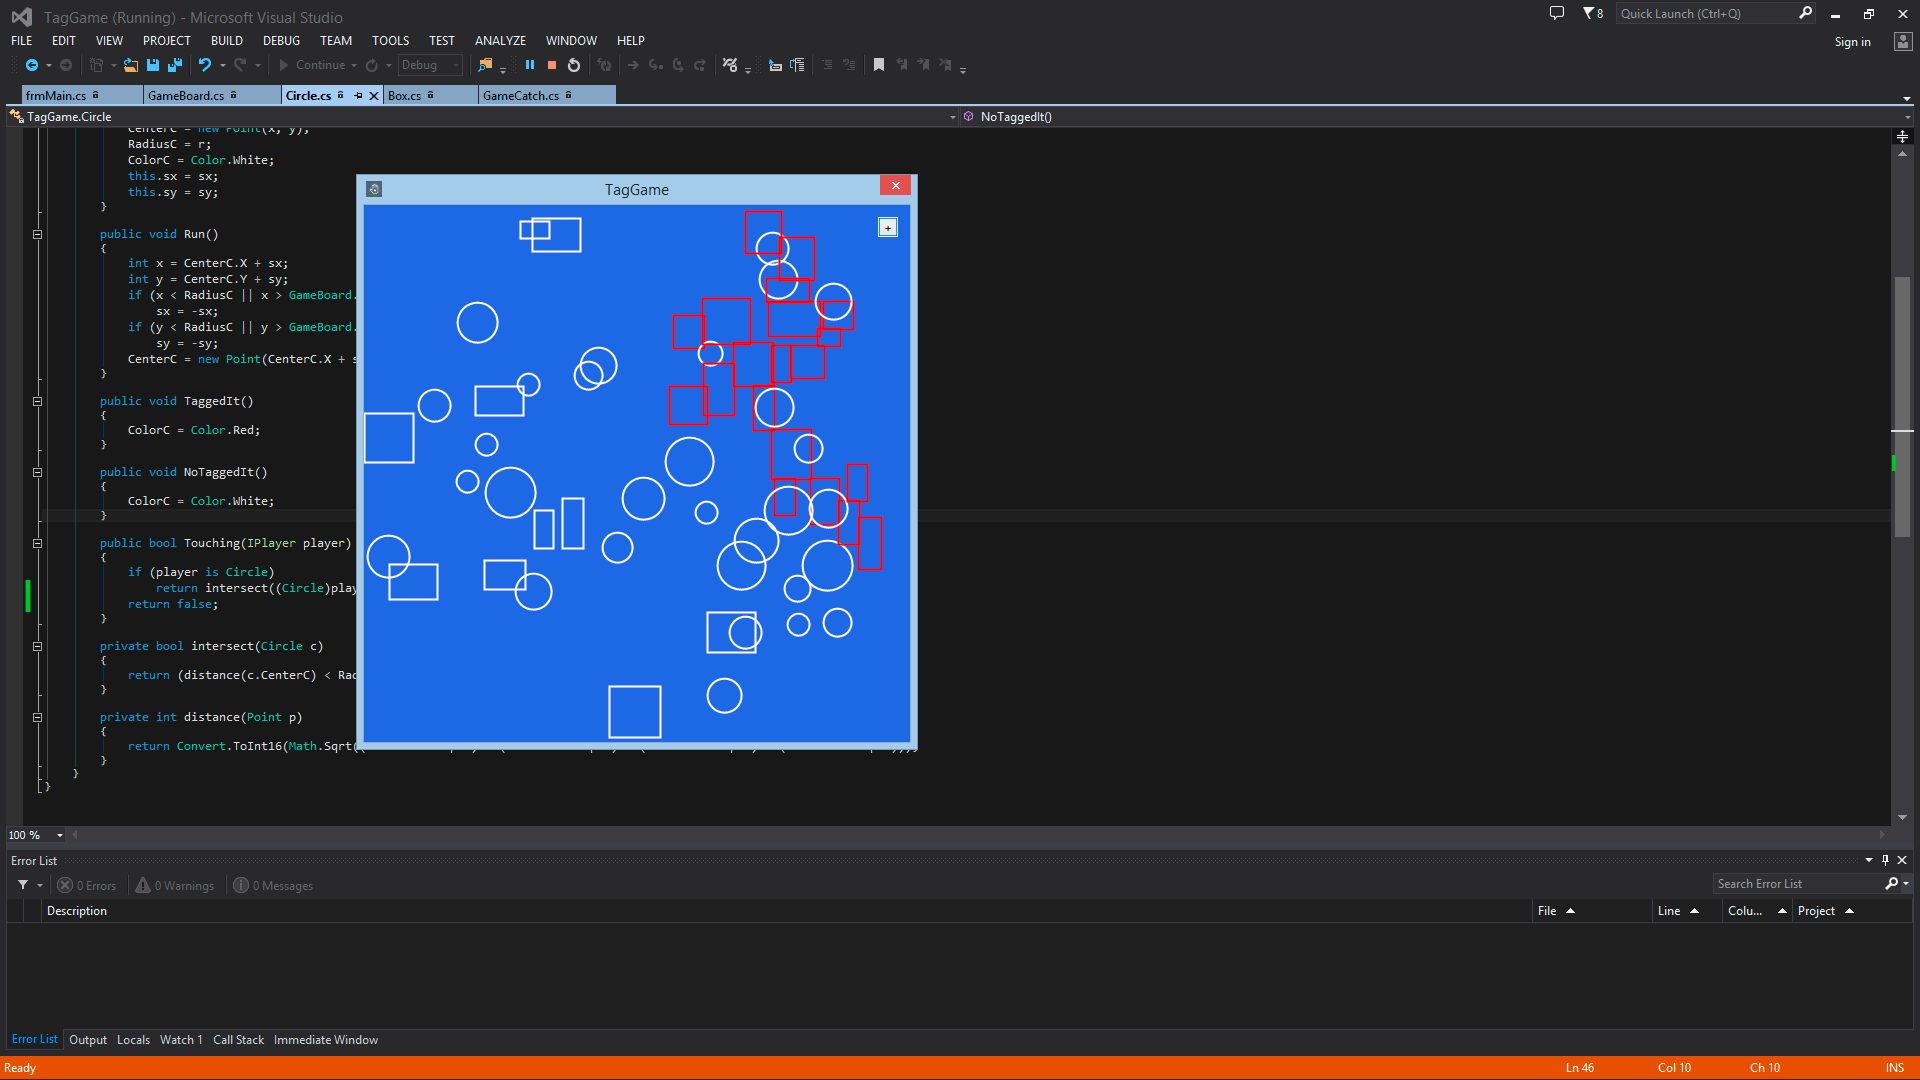 TagGame (Running) - Microsoft Visual Studio
8
Quick Launch (Ctrl+Q)
FILE EDIT VIEW PROJECT BUILD DEBUG TEAM TOOLS TEST ANALYZE WINDOW HELP
Sign in
Continue
Debug
frmMain.cs GameBoard.cs Circle.cs Box.cs GameCatch.cs
TagGame.Circle
NoTaggedIt()
CenterC = new Point(x, y);
RadiusC = r;
ColorC = Color.White;
this.sx = sx;
this.sy = sy;
}
public void Run()
{
int x = CenterC.X + sx;
int y = CenterC.Y + sy;
if (x < RadiusC || x > GameBoard.
sx = -sx;
if (y < RadiusC || y > GameBoard.
sy = -sy;
CenterC = new Point(CenterC.X + s
}
public void TaggedIt()
{
ColorC = Color.Red;
}
public void NoTaggedIt()
{
ColorC = Color.White;
}
public bool Touching(IPlayer player)
{
if (player is Circle)
return intersect((Circle)play
return false;
}
private bool intersect(Circle c)
{
return (distance(c.CenterC) < Rad
}
private int distance(Point p)
{
return Convert.ToInt16(Math.Sqrt((
}
}
}
TagGame
+
100 %
Error List
0 Errors 0 Warnings 0 Messages
Search Error List
Description File Line Colu... Project
Error List Output Locals Watch 1 Call Stack Immediate Window
Ready Ln 46 Col 10 Ch 10 INS